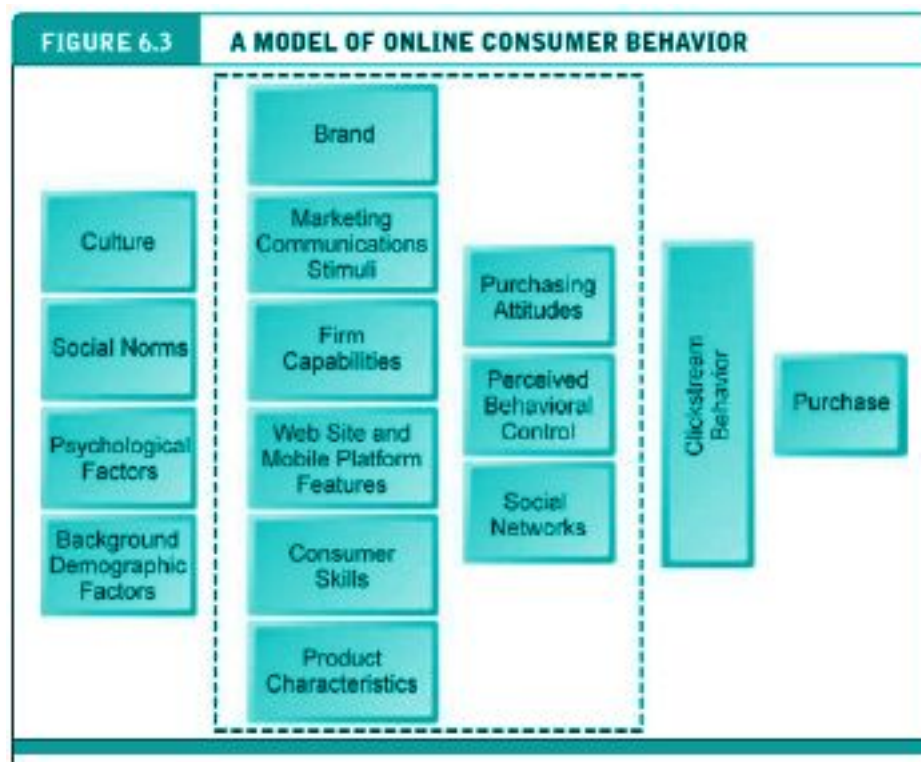 FIGURE 6.3
A MODEL OF ONLINE CONSUMER BEHAVIOR
Culture
Social Norms
Psychological
Factors
Background
Demographic
Factors
Brand
Marketing
Communications
Stimuli
Firm
Capabilities
Web Site and
Mobile Platform
Features
Consumer
Skills
Product
Characteristics
Purchasing
Attitudes
Perceived
Behavioral
Control
Social
Networks
Clickstream
Behavior
Purchase